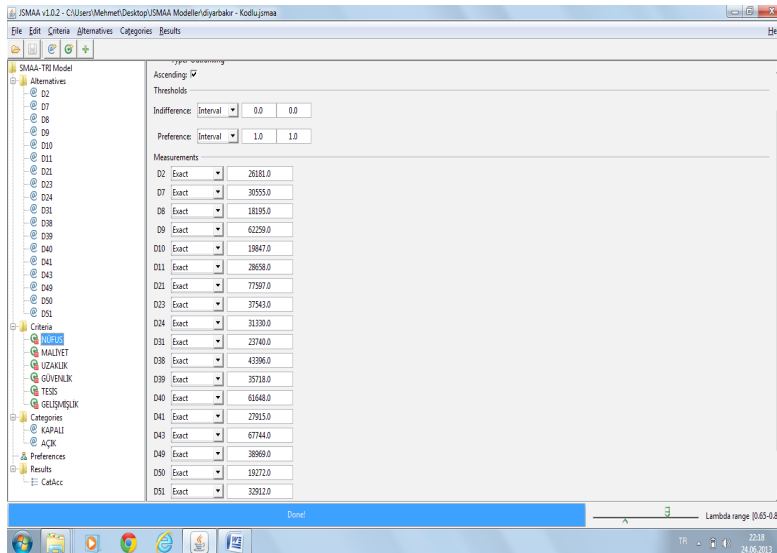 JSMAA v1.0.2 - C:\Users\Mehmet\Desktop\JSMAA Modeller\diyarbakır - Kodlu.jsmaa
File Edit Criteria Alternatives Categories Results
SMAA-TRI Model
Alternatives
D2
D7
D8
D9
D10
D11
D21
D23
D24
D31
D38
D39
D40
D41
D43
D49
D50
D51
Criteria
NÜFUS
MALİYET
UZAKLIK
GÜVENLİK
TESİS
GELİŞMİŞLİK
Categories
KAPALI
AÇIK
Preferences
Results
CatAcc
Ascending:
Thresholds
Indifference: Interval 0.0 0.0
Preference: Interval 1.0 1.0
Measurements
D2 Exact 26181.0
D7 Exact 30555.0
D8 Exact 18195.0
D9 Exact 62259.0
D10 Exact 19847.0
D11 Exact 28658.0
D21 Exact 77597.0
D23 Exact 37543.0
D24 Exact 31330.0
D31 Exact 23740.0
D38 Exact 43396.0
D39 Exact 35718.0
D40 Exact 61648.0
D41 Exact 27915.0
D43 Exact 67744.0
D49 Exact 38969.0
D50 Exact 19272.0
D51 Exact 32912.0
Done!
Lambda range [0.65-0.8
TR
22:18
24.06.2013